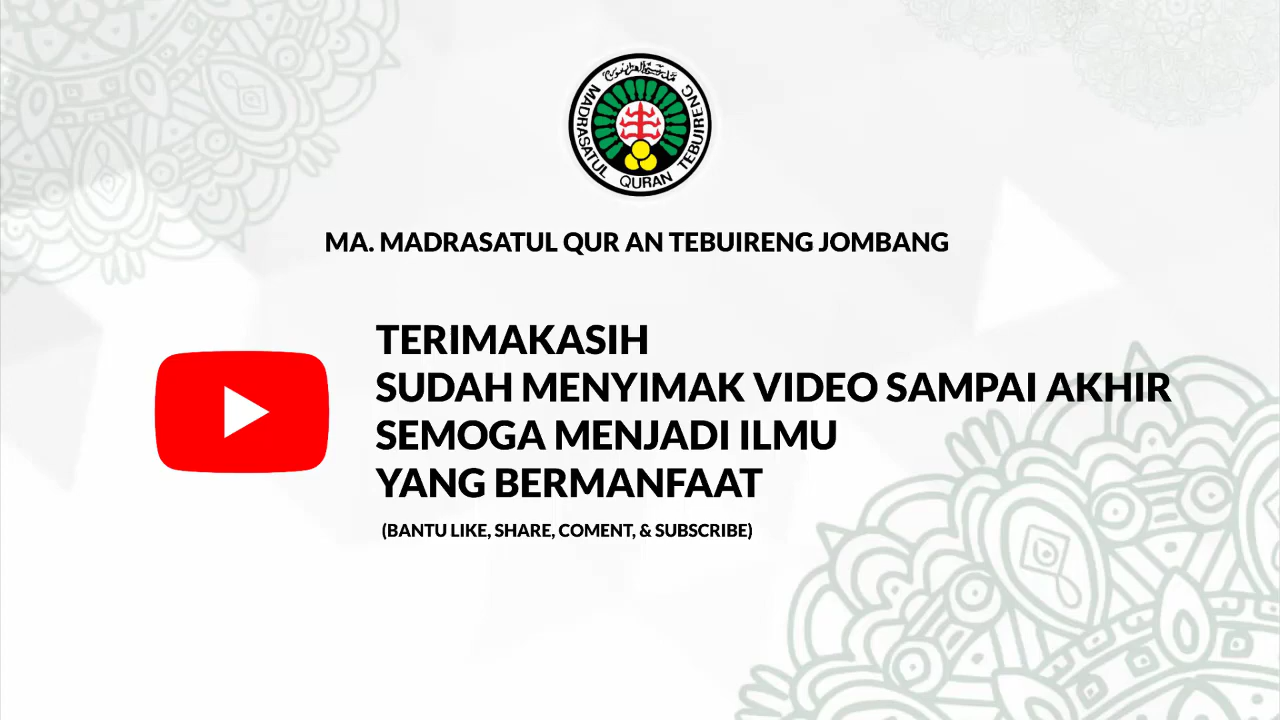 MADRASATUL QURAN TEBUIRENG
MA. MADRASATUL QUR AN TEBUIRENG JOMBANG
TERIMAKASIH
SUDAH MENYIMAK VIDEO SAMPAI AKHIR
SEMOGA MENJADI ILMU
YANG BERMANFAAT
(BANTU LIKE, SHARE, COMENT, & SUBSCRIBE)